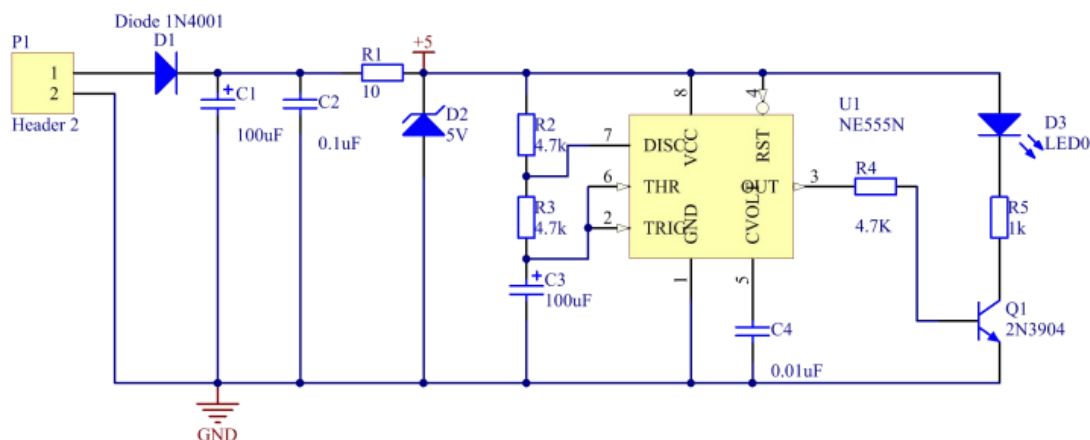 Diode 1N4001
P1
D1
1
2
Header 2
C1
100uF
C2
0.1uF
R1
10
+5
D2
5V
R2
4.7k
R3
4.7k
C3
100uF
7
6
2
DISC
THR
TRIG
8
VCC
4
RST
GND
1
CVOLT
5
OUT
3
U1
NE555N
C4
0.01uF
R4
4.7K
D3
LED0
R5
1k
Q1
2N3904
GND